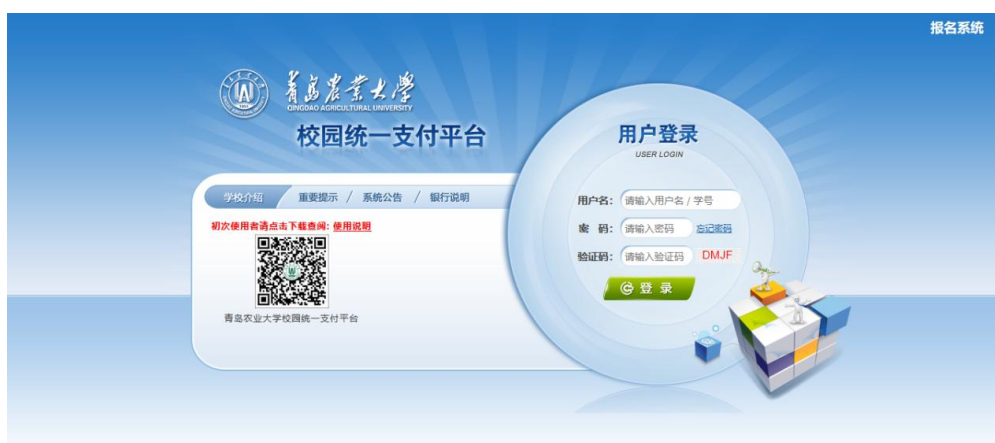 报名系统
青岛农业大学
QINGDAO AGRICULTURAL UNIVERSITY
校园统一支付平台
用户登录
USER LOGIN
学校介绍 重要提示 / 系统公告 / 银行说明
初次使用者请点击下载查阅: 使用说明
青岛农业大学校园统一支付平台
用户名: 请输入用户名 / 学号
密 码: 请输入密码 忘记密码
验证码: 请输入验证码 DMJF
登 录